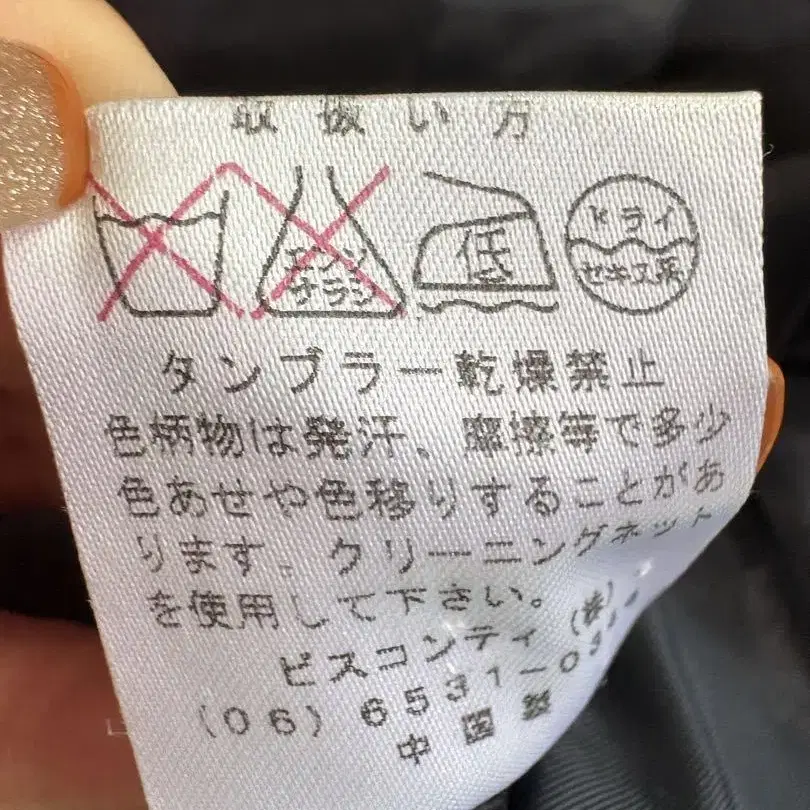 取扱い方
エンソ
サラシ
低
ドライ
セキユ系
タンブラー乾燥禁止
色柄物は発汗、摩擦等で多少
色あせや色移りすることがあ
ります。クリーニングネット
を使用して下さい。
ビスコンティ(株)
(06)6531-03
中国製